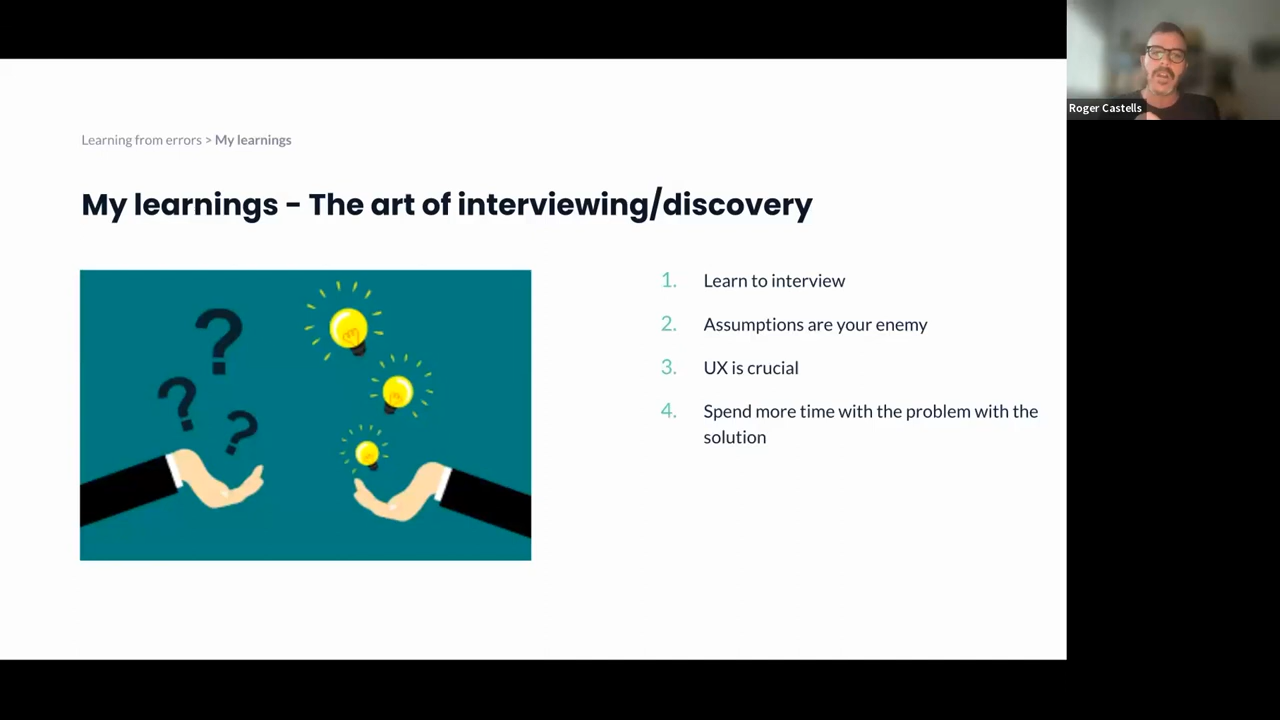 Roger Castells
Learning from errors > My learnings
My learnings - The art of interviewing/discovery
1. Learn to interview
2. Assumptions are your enemy
3. UX is crucial
4. Spend more time with the problem with the
solution
? 
? 
?